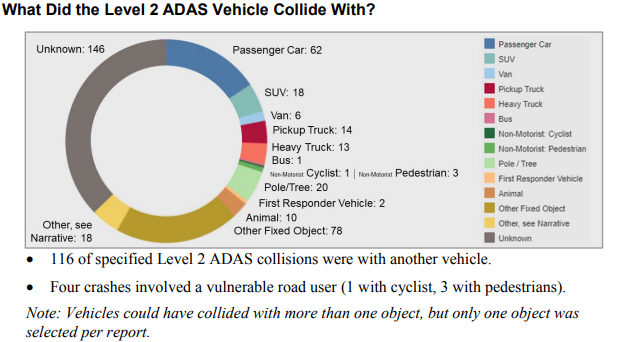 What Did the Level 2 ADAS Vehicle Collide With?
Unknown: 146
Passenger Car: 62
SUV: 18
Van: 6
Pickup Truck: 14
Heavy Truck: 13
Bus: 1
Non-Motorist Cyclist: 1 | Non-Motorist Pedestrian: 3
Pole/Tree: 20
First Responder Vehicle: 2
Animal: 10
Other Fixed Object: 78
Other, see
Narrative: 18
Passenger Car
SUV
Van
Pickup Truck
Heavy Truck
Bus
Non-Motorist: Cyclist
Non-Motorist: Pedestrian
Pole / Tree
First Responder Vehicle
Animal
Other Fixed Object
Other, see Narrative
Unknown
• 116 of specified Level 2 ADAS collisions were with another vehicle.
• Four crashes involved a vulnerable road user (1 with cyclist, 3 with pedestrians).
Note: Vehicles could have collided with more than one object, but only one object was
selected per report.